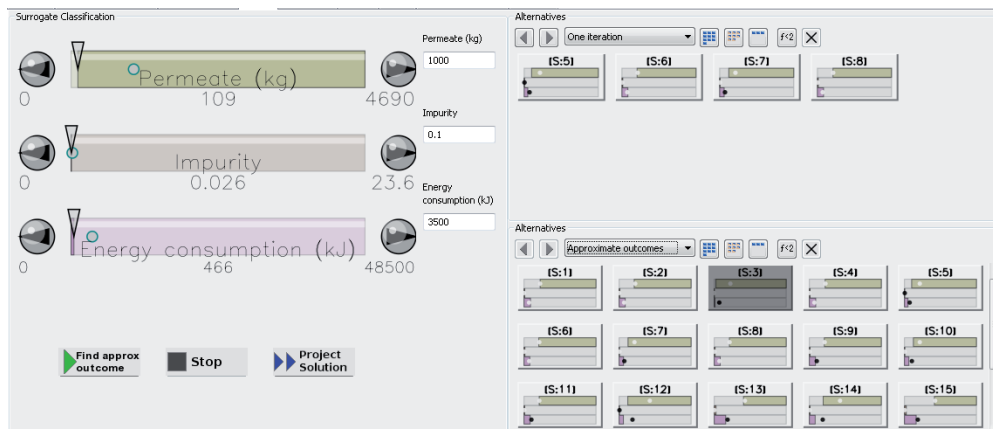 Surrogate Classification
Permeate (kg)
0
109
4690
Permeate (kg)
1000
Impurity
0
0.026
23.6
Impurity
0.1
Energy consumption (kJ)
0
466
48500
Energy
consumption (kJ)
3500
Find approx
outcome
Stop
Project
Solution
Alternatives
One iteration
f<2
(S:5)
(S:6)
(S:7)
(S:8)
Alternatives
Approximate outcomes
f<2
(S:1)
(S:2)
(S:3)
(S:4)
(S:5)
(S:6)
(S:7)
(S:8)
(S:9)
(S:10)
(S:11)
(S:12)
(S:13)
(S:14)
(S:15)